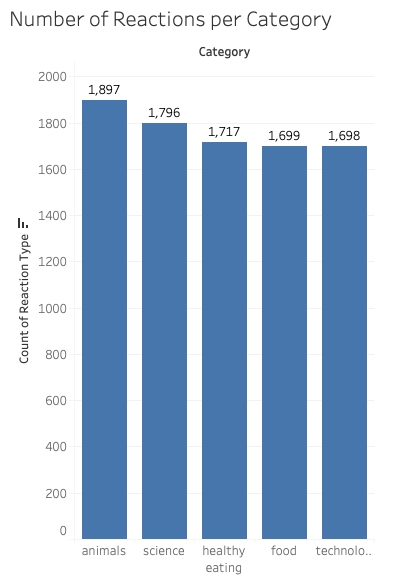 Number of Reactions per Category
Category
Count of Reaction Type
2000
1800
1600
1400
1200
1000
800
600
400
200
0
1,897
1,796
1,717
1,699
1,698
animals
science
healthy
eating
food
technolo..